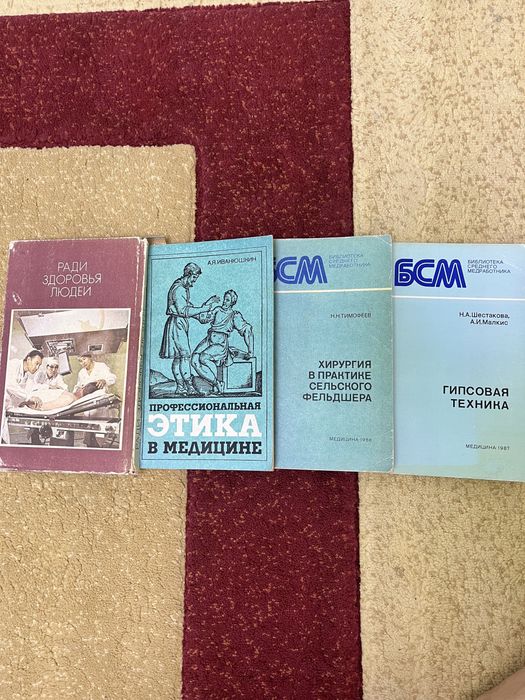 РАДИ
ЗДОРОВЬЯ
ЛЮДЕЙ
А.Я.ИВАНЮШКИН
ПРОФЕССИОНАЛЬНАЯ
ЭТИКА
В МЕДИЦИНЕ
БСМ
БИБЛИОТЕКА
СРЕДНЕГО
МЕДРАБОТНИКА
Н.Н.ТИМОФЕЕВ
ХИРУРГИЯ
В ПРАКТИКЕ
СЕЛЬСКОГО
ФЕЛЬДШЕРА
МЕДИЦИНА 1986
БСМ
БИБЛИОТЕКА
СРЕДНЕГО
МЕДРАБОТНИКА
Н.А.Шестакова,
А.И.Малкис
ГИПСОВАЯ
ТЕХНИКА
МЕДИЦИНА 1987